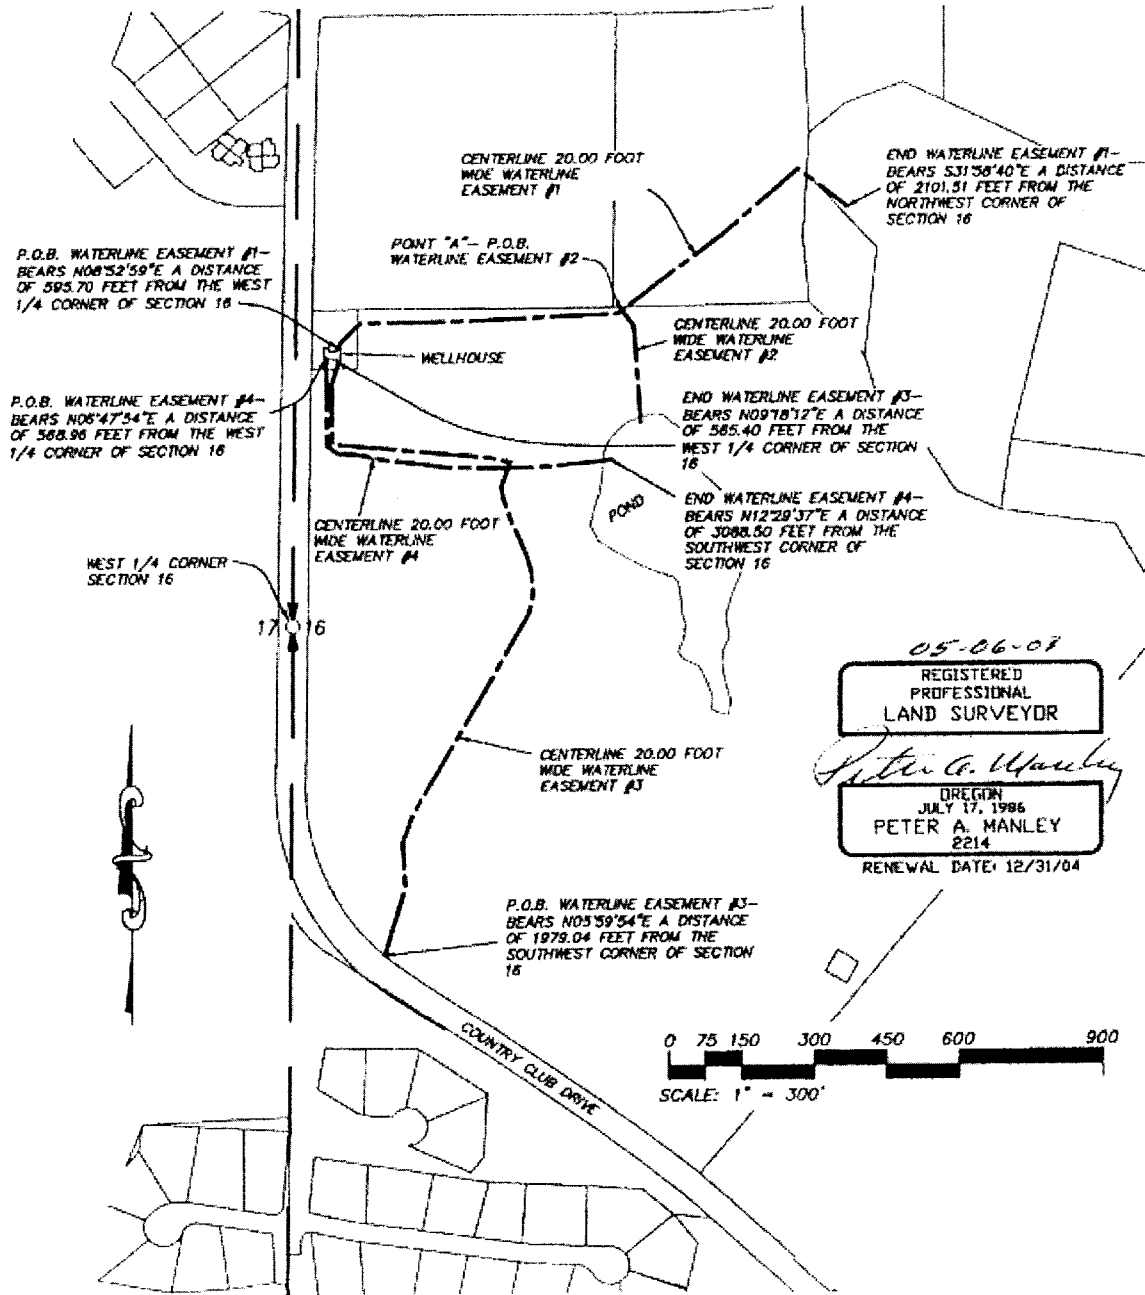 CENTERLINE 20.00 FOOT
WIDE WATERLINE
EASEMENT #1
END WATERLINE EASEMENT #1-
BEARS S31°58'40"E A DISTANCE
OF 2101.51 FEET FROM THE
NORTHWEST CORNER OF
SECTION 16
P.O.B. WATERLINE EASEMENT #1-
BEARS N08°52'59"E A DISTANCE
OF 595.70 FEET FROM THE WEST
1/4 CORNER OF SECTION 16
POINT "A"- P.O.B.
WATERLINE EASEMENT #2
CENTERLINE 20.00 FOOT
WIDE WATERLINE
EASEMENT #2
WELLHOUSE
P.O.B. WATERLINE EASEMENT #4-
BEARS N06°47'54"E A DISTANCE
OF 568.96 FEET FROM THE WEST
1/4 CORNER OF SECTION 16
END WATERLINE EASEMENT #3-
BEARS N09°18'12"E A DISTANCE
OF 565.40 FEET FROM THE
WEST 1/4 CORNER OF SECTION
16
END WATERLINE EASEMENT #4-
BEARS N12°29'37"E A DISTANCE
OF 3088.50 FEET FROM THE
SOUTHWEST CORNER OF
SECTION 16
POND
CENTERLINE 20.00 FOOT
WIDE WATERLINE
EASEMENT #4
WEST 1/4 CORNER
SECTION 16
17 16
05-06-03
REGISTERED
PROFESSIONAL
LAND SURVEYOR
Peter A. Manley
OREGON
JULY 17, 1986
PETER A. MANLEY
2214
RENEWAL DATE: 12/31/04
CENTERLINE 20.00 FOOT
WIDE WATERLINE
EASEMENT #3
P.O.B. WATERLINE EASEMENT #3-
BEARS N05°59'54"E A DISTANCE
OF 1979.04 FEET FROM THE
SOUTHWEST CORNER OF SECTION
16
COUNTRY CLUB DRIVE
0 75 150 300 450 600 900
SCALE: 1" = 300'